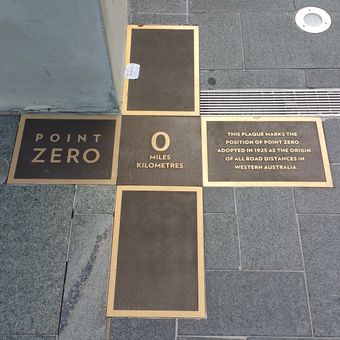 POINT
ZERO
0
MILES
KILOMETRES
THIS PLAQUE MARKS THE
POSITION OF POINT ZERO
ADOPTED IN 1925 AS THE ORIGIN
OF ALL ROAD DISTANCES IN
WESTERN AUSTRALIA